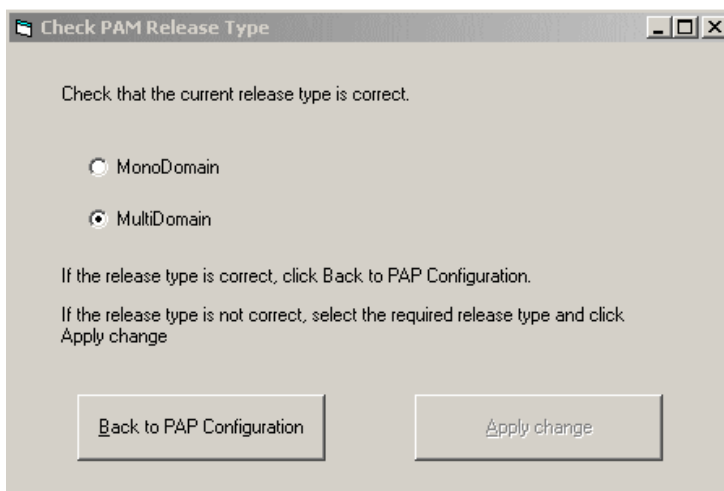 Check PAM Release Type
Check that the current release type is correct.
MonoDomain
MultiDomain
If the release type is correct, click Back to PAP Configuration.
If the release type is not correct, select the required release type and click
Apply change
Back to PAP Configuration
Apply change